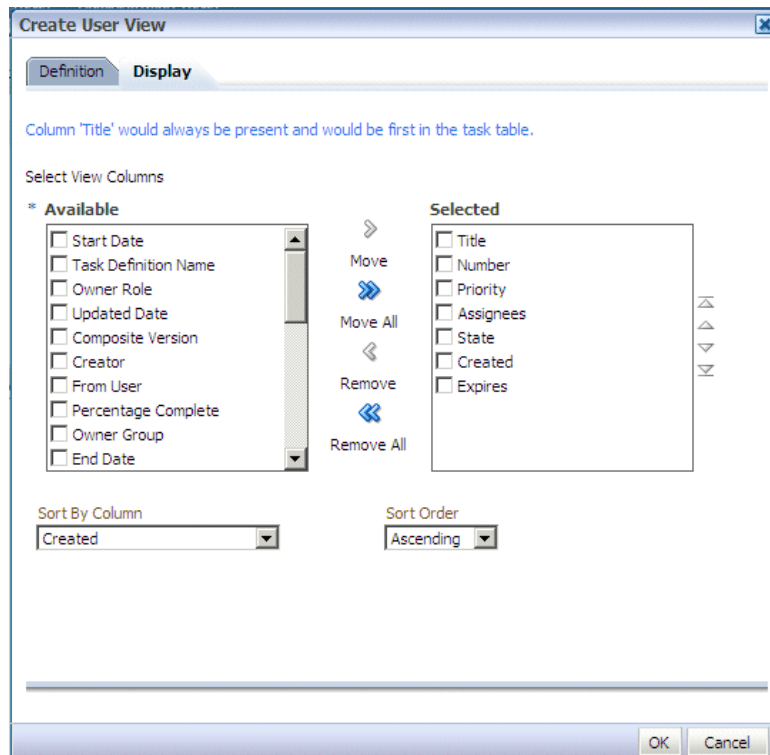 Create User View
Definition
Display
Column 'Title' would always be present and would be first in the task table.
Select View Columns
* Available
Start Date
Task Definition Name
Owner Role
Updated Date
Composite Version
Creator
From User
Percentage Complete
Owner Group
End Date
Move
Move All
Remove
Remove All
Selected
Title
Number
Priority
Assignees
State
Created
Expires
Sort By Column
Created
Sort Order
Ascending
OK
Cancel